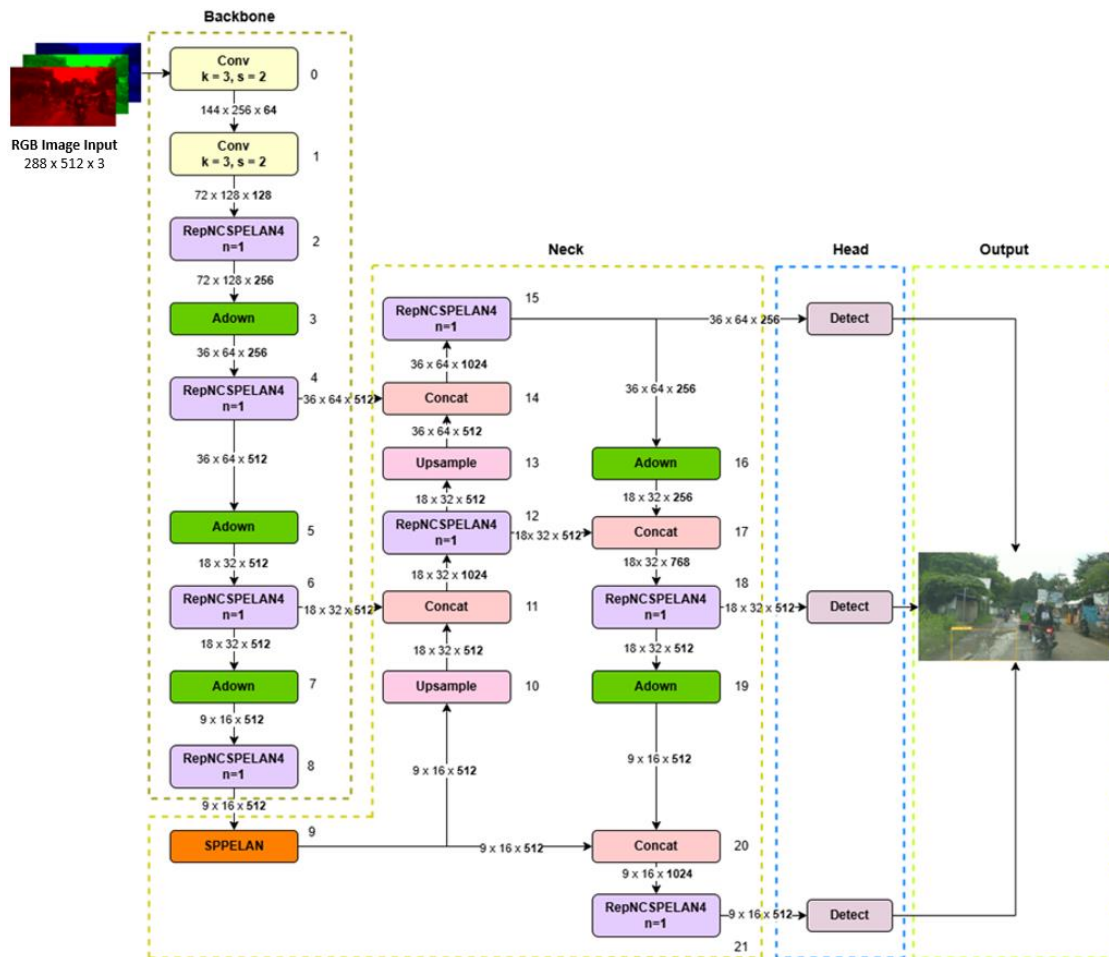 Backbone
Conv
k = 3, s = 2
0
144 x 256 x 64
RGB Image Input
288 x 512 x 3
Conv
k = 3, s = 2
1
72 x 128 x 128
RepNCSPELAN4
n=1
2
72 x 128 x 256
Adown
3
36 x 64 x 256
4
RepNCSPELAN4
n=1
36 x 64 x 512
36 x 64 x 512
Adown
5
18 x 32 x 512
6
RepNCSPELAN4
n=1
18 x 32 x 512
18 x 32 x 512
Adown
7
9 x 16 x 512
RepNCSPELAN4
n=1
8
9 x 16 x 512
Neck
SPPELAN
9
9 x 16 x 512
9 x 16 x 512
Upsample
10
18 x 32 x 512
Concat
11
18 x 32 x 1024
12
RepNCSPELAN4
n=1
18x 32 x 512
18 x 32 x 512
Upsample
13
36 x 64 x 512
Concat
14
36 x 64 x 1024
15
RepNCSPELAN4
n=1
36 x 64 x 256
36 x 64 x 256
Adown
16
18 x 32 x 256
Concat
17
18x 32 x 768
18
RepNCSPELAN4
n=1
18 x 32 x 512
18 x 32 x 512
Adown
19
9 x 16 x 512
Concat
20
9 x 16 x 1024
RepNCSPELAN4
n=1
9 x 16 x 512
21
Head
Detect
Detect
Detect
Output